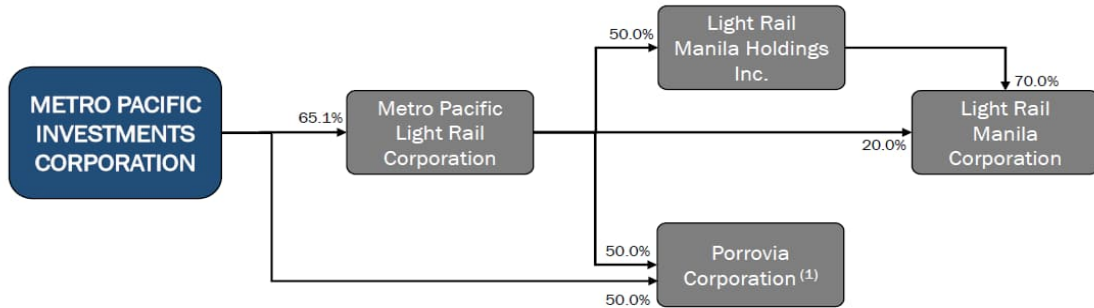 METRO PACIFIC
INVESTMENTS
CORPORATION
65.1%
Metro Pacific
Light Rail
Corporation
50.0%
Light Rail
Manila Holdings
Inc.
70.0%
20.0%
Light Rail
Manila
Corporation
50.0%
50.0%
Porrovia
Corporation (1)